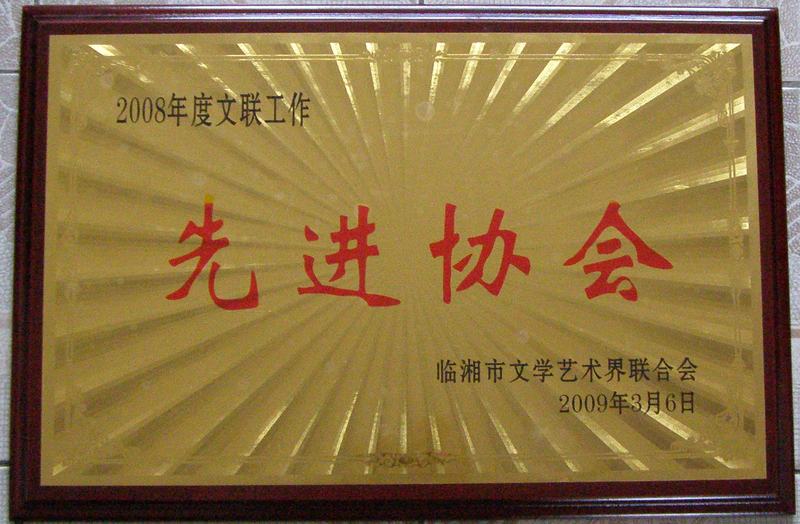 2008年度文联工作
先进协会
临湘市文学艺术界联合会
2009年3月6日